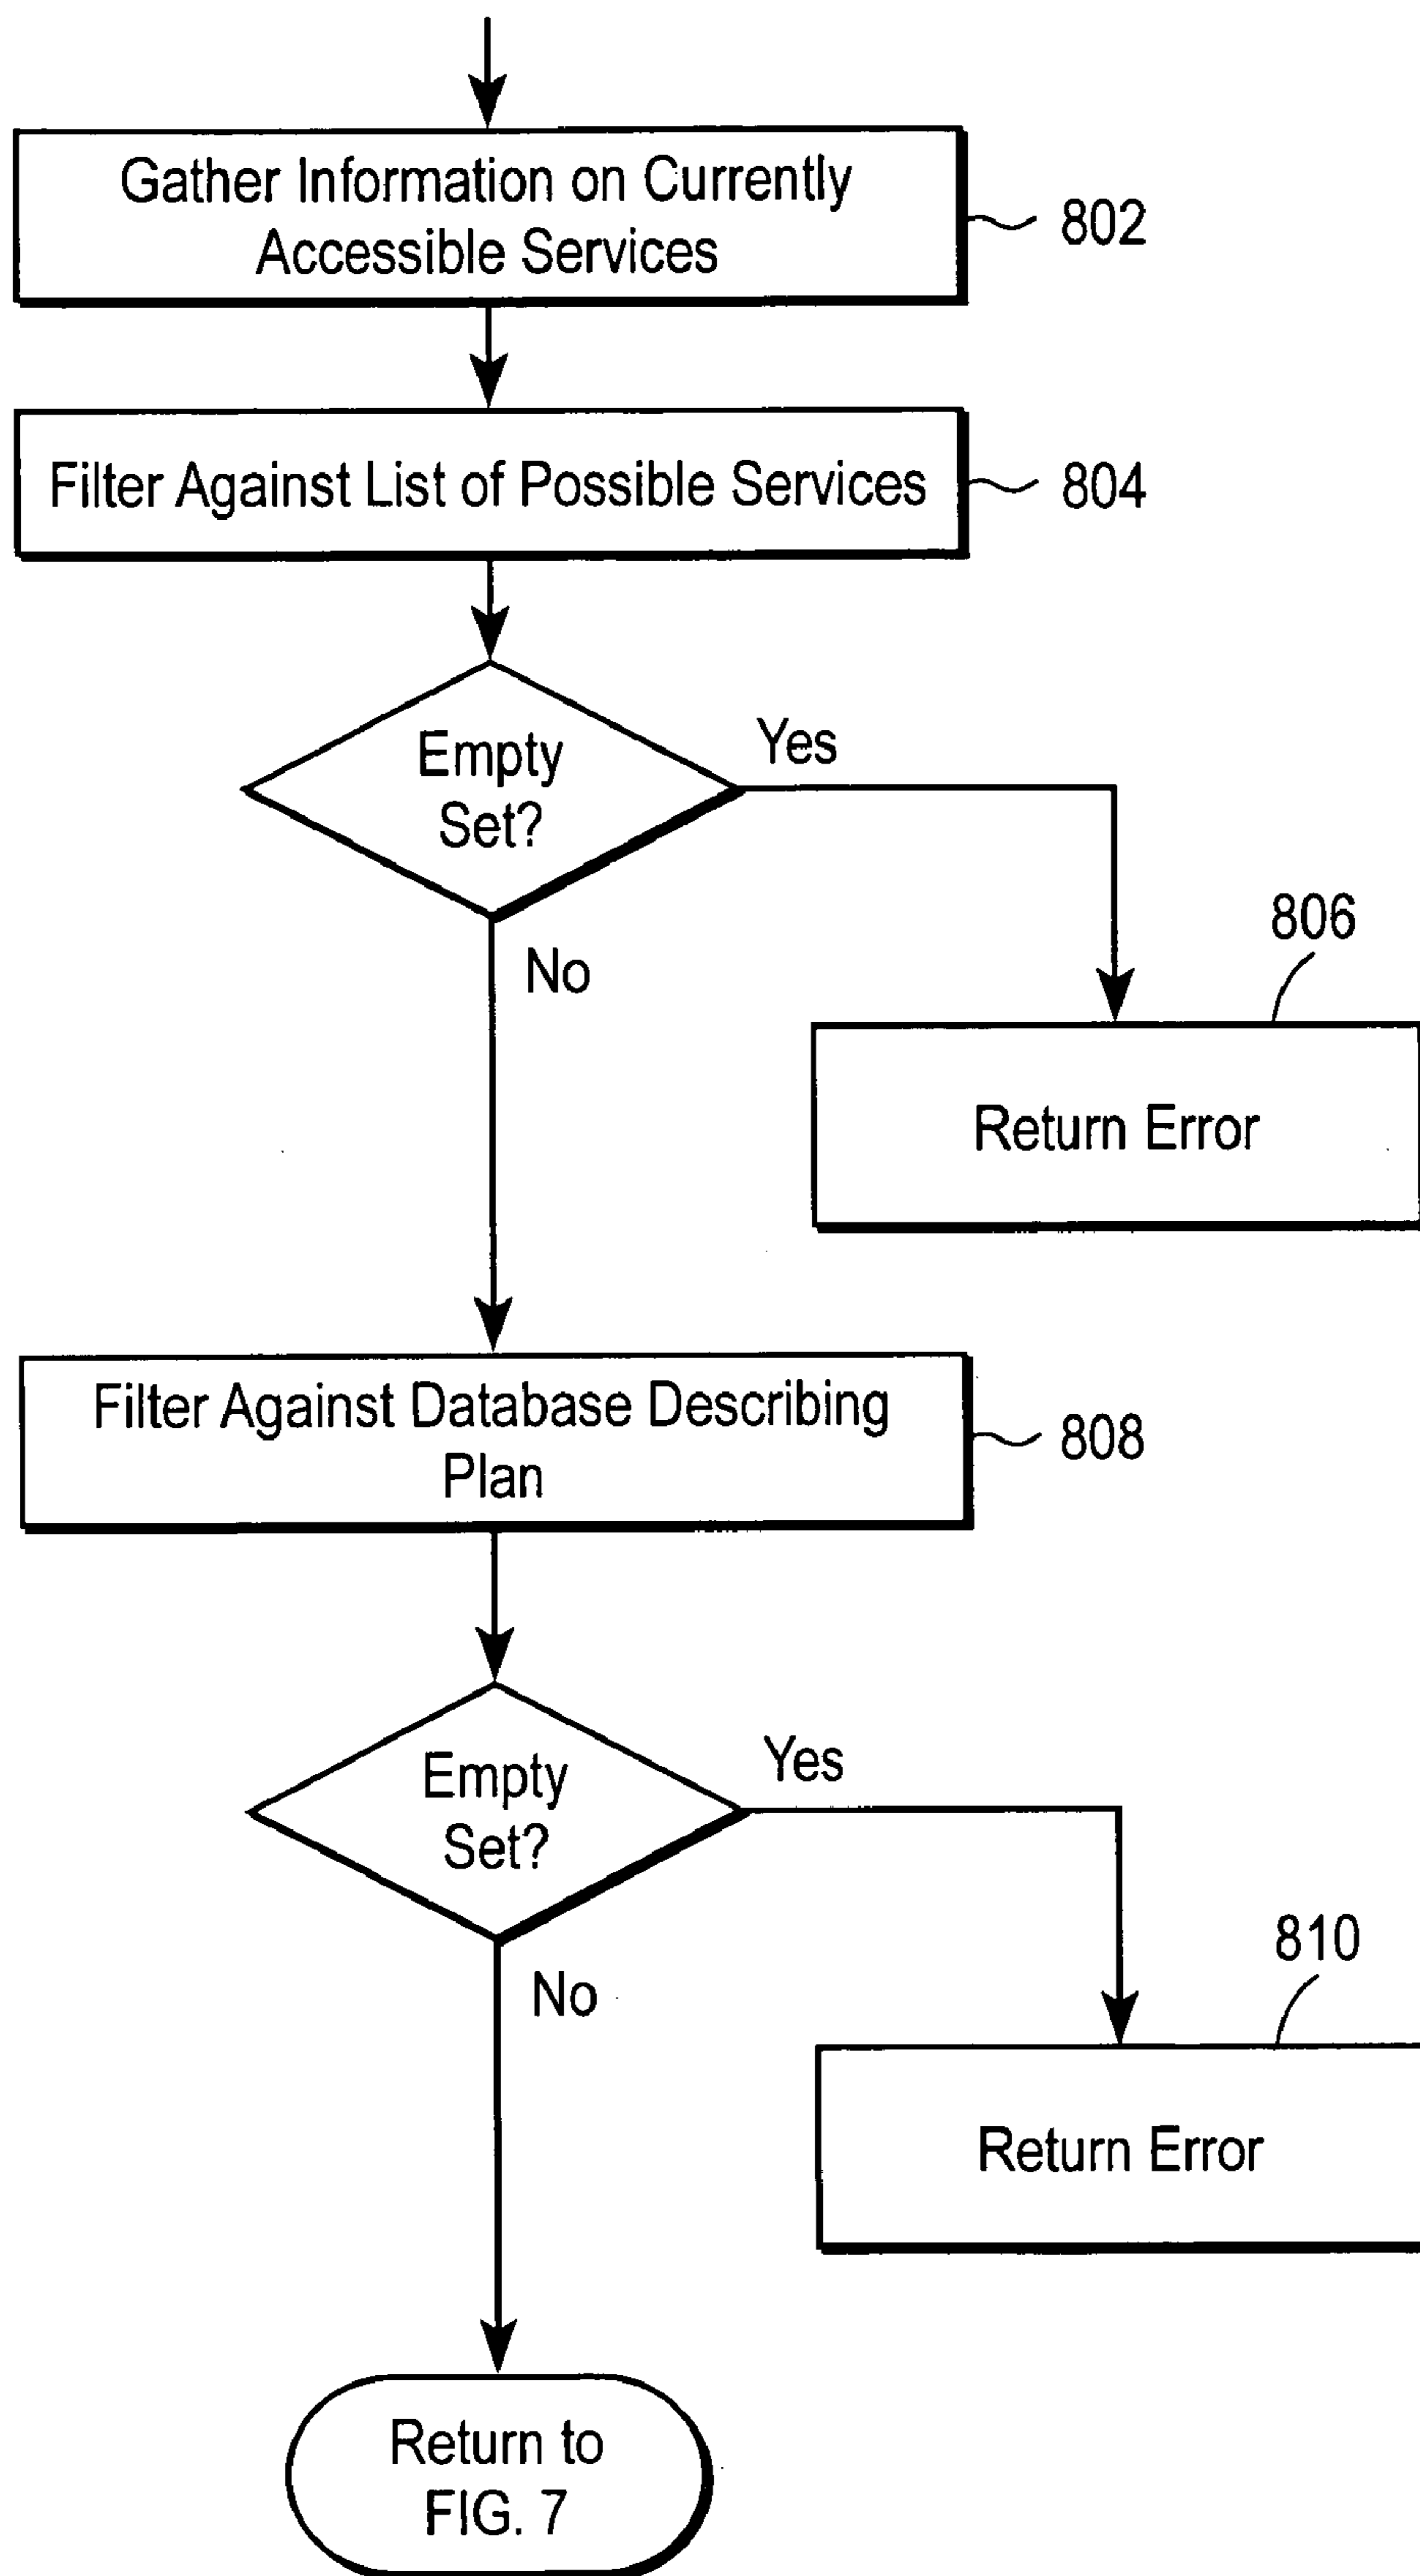 Gather Information on Currently
Accessible Services
802
Filter Against List of Possible Services
804
Empty
Set?
Yes
No
806
Return Error
Filter Against Database Describing
Plan
808
Empty
Set?
Yes
No
810
Return Error
Return to
FIG. 7